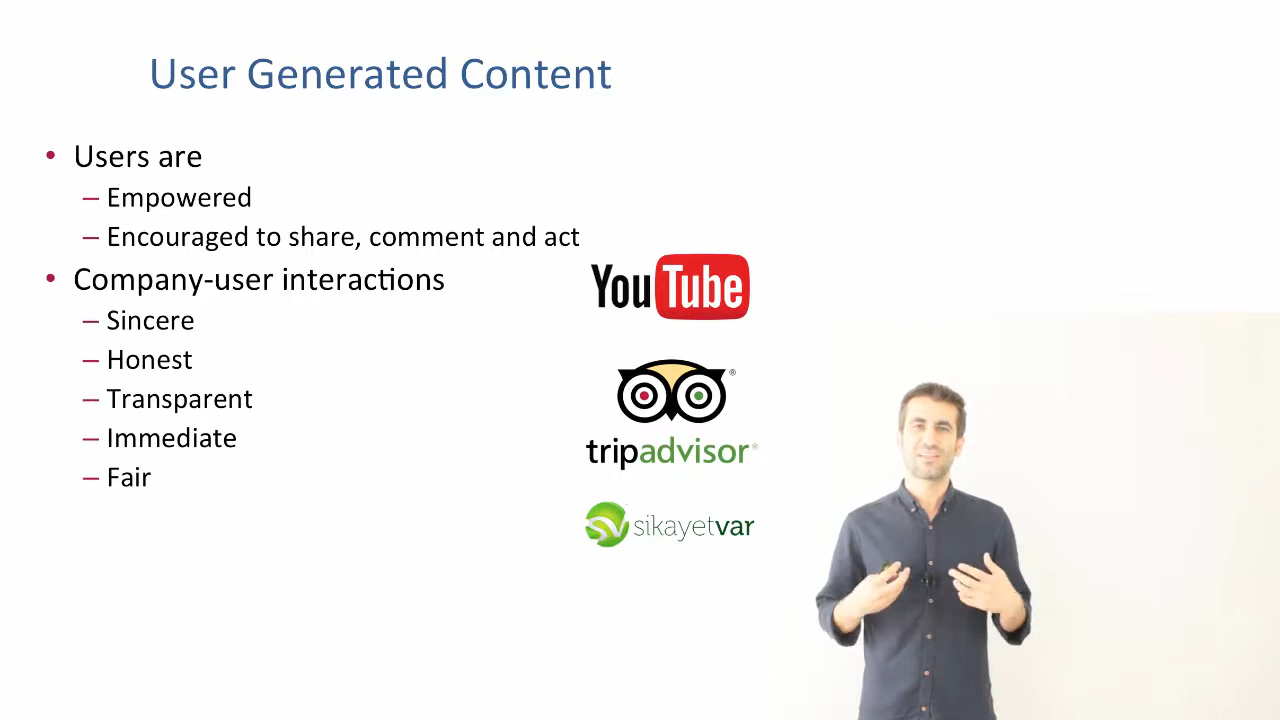 User Generated Content
• Users are
– Empowered
– Encouraged to share, comment and act
• Company-user interactions
– Sincere
– Honest
– Transparent
– Immediate
– Fair
YouTube
tripadvisor®
SV sikayetvar